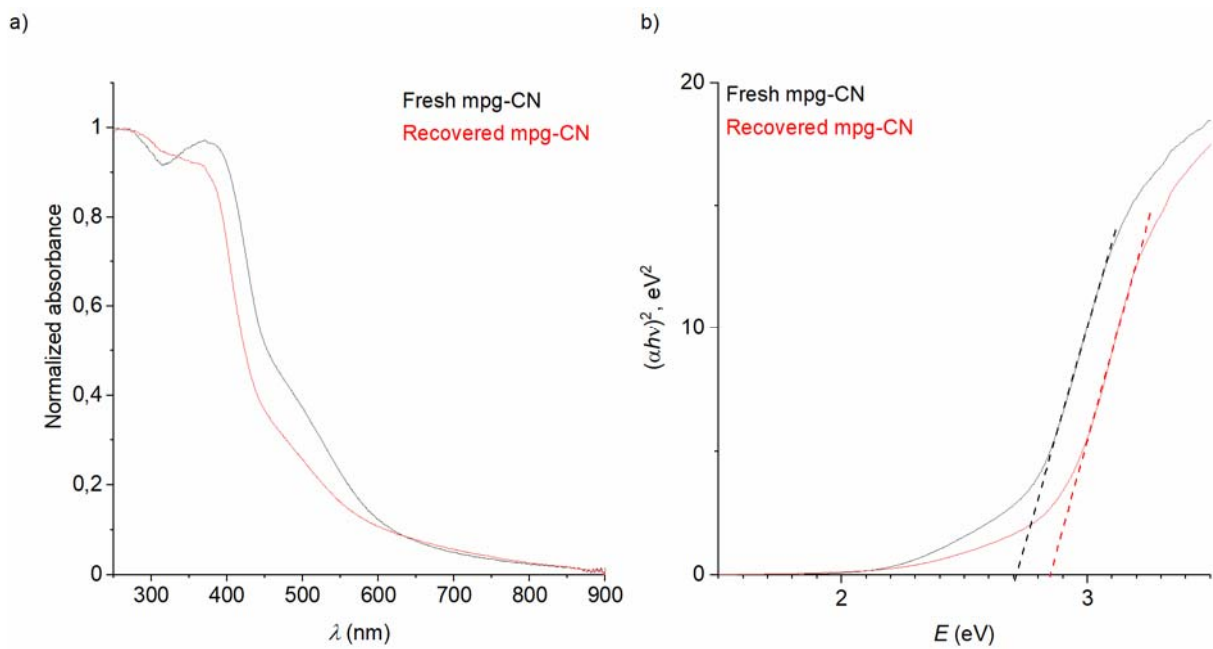 a)
Fresh mpg-CN
Recovered mpg-CN
Normalized absorbance
1
0,8
0,6
0,4
0,2
0
300 400 500 600 700 800 900
λ (nm)
b)
Fresh mpg-CN
Recovered mpg-CN
(αhν)², eV²
20
10
0
2 3
E (eV)